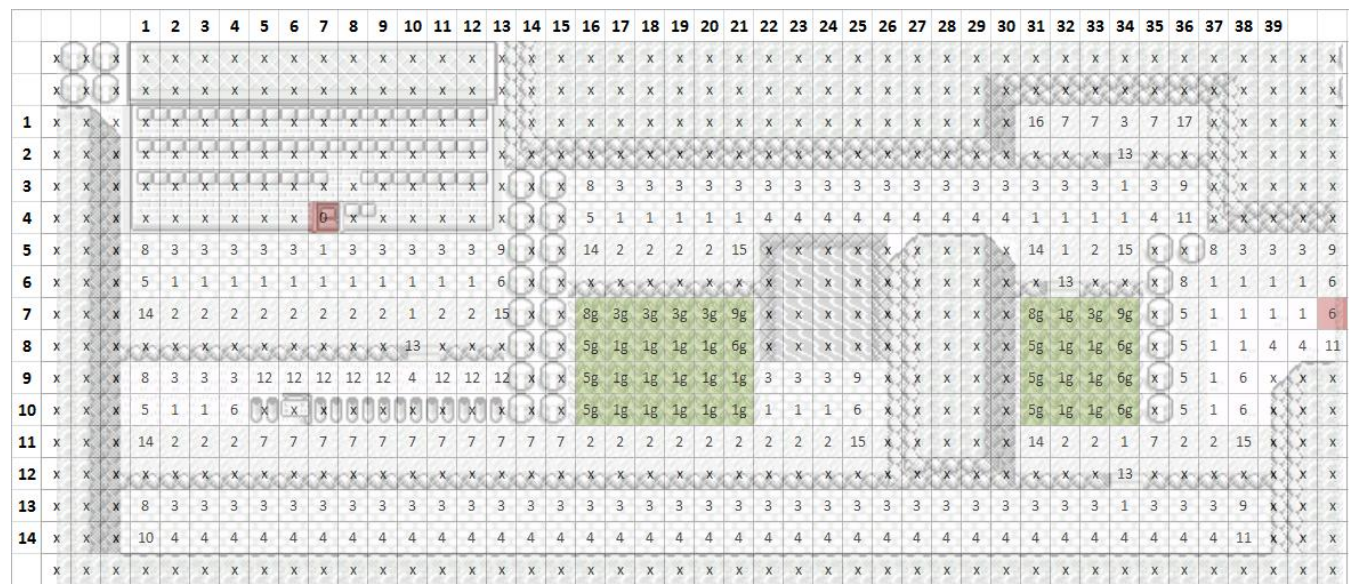 1 2 3 4 5 6 7 8 9 10 11 12 13 14 15 16 17 18 19 20 21 22 23 24 25 26 27 28 29 30 31 32 33 34 35 36 37 38 39
x x x x x x x x x x x x x x x x x x x x x x x x x x x x x x x x x x x x x x x x x x x x
x x x x x x x x x x x x x x x x x x x x x x x x x x x x x x x x x x x x x x x x x x x x
1 x x x x x x x x x x x x x x x x x x x x x x x x x x x x x x x x x 16 7 7 3 7 17 x x x x x
2 x x x x x x x x x x x x x x x x x x x x x x x x x x x x x x x x x x x x 13 x x x x x x x
3 x x x x x x x x x x x x x x x x x x 8 3 3 3 3 3 3 3 3 3 3 3 3 3 3 3 3 3 1 3 9 x x x x x
4 x x x x x x x x x 0 x x x x x x x x 5 1 1 1 1 1 4 4 4 4 4 4 4 4 4 1 1 1 1 4 11 x x x x x
5 x x x 8 3 3 3 3 3 1 3 3 3 3 3 9 x x 14 2 2 2 2 15 x x x x x x x x x 14 1 2 15 x x 8 3 3 3 9
6 x x x 5 1 1 1 1 1 1 1 1 1 1 1 6 x x x x x x x x x x x x x x x x x x 13 x x x 8 1 1 1 1 6
7 x x x 14 2 2 2 2 2 2 2 2 1 2 2 15 x x 8g 3g 3g 3g 3g 9g x x x x x x x x x 8g 1g 3g 9g x 5 1 1 1 1 6
8 x x x x x x x x x x x x 13 x x x x x 5g 1g 1g 1g 1g 6g x x x x x x x x x 5g 1g 1g 6g x 5 1 1 4 4 11
9 x x x 8 3 3 3 12 12 12 12 12 4 12 12 12 x x 5g 1g 1g 1g 1g 1g 3 3 3 9 x x x x x 5g 1g 1g 6g x 5 1 6 x x x
10 x x x 5 1 1 6 x x x x x x x x x x x 5g 1g 1g 1g 1g 1g 1 1 1 6 x x x x x 5g 1g 1g 6g x 5 1 6 x x x
11 x x x 14 2 2 2 7 7 7 7 7 7 7 7 7 7 7 2 2 2 2 2 2 2 2 2 15 x x x x x 14 2 2 1 7 2 2 15 x x x
12 x x x x x x x x x x x x x x x x x x x x x x x x x x x x x x x x x x x x 13 x x x x x x x
13 x x x 8 3 3 3 3 3 3 3 3 3 3 3 3 3 3 3 3 3 3 3 3 3 3 3 3 3 3 3 3 3 3 3 3 1 3 3 3 9 x x x
14 x x x 10 4 4 4 4 4 4 4 4 4 4 4 4 4 4 4 4 4 4 4 4 4 4 4 4 4 4 4 4 4 4 4 4 4 4 4 4 11 x x x
x x x x x x x x x x x x x x x x x x x x x x x x x x x x x x x x x x x x x x x x x x x x